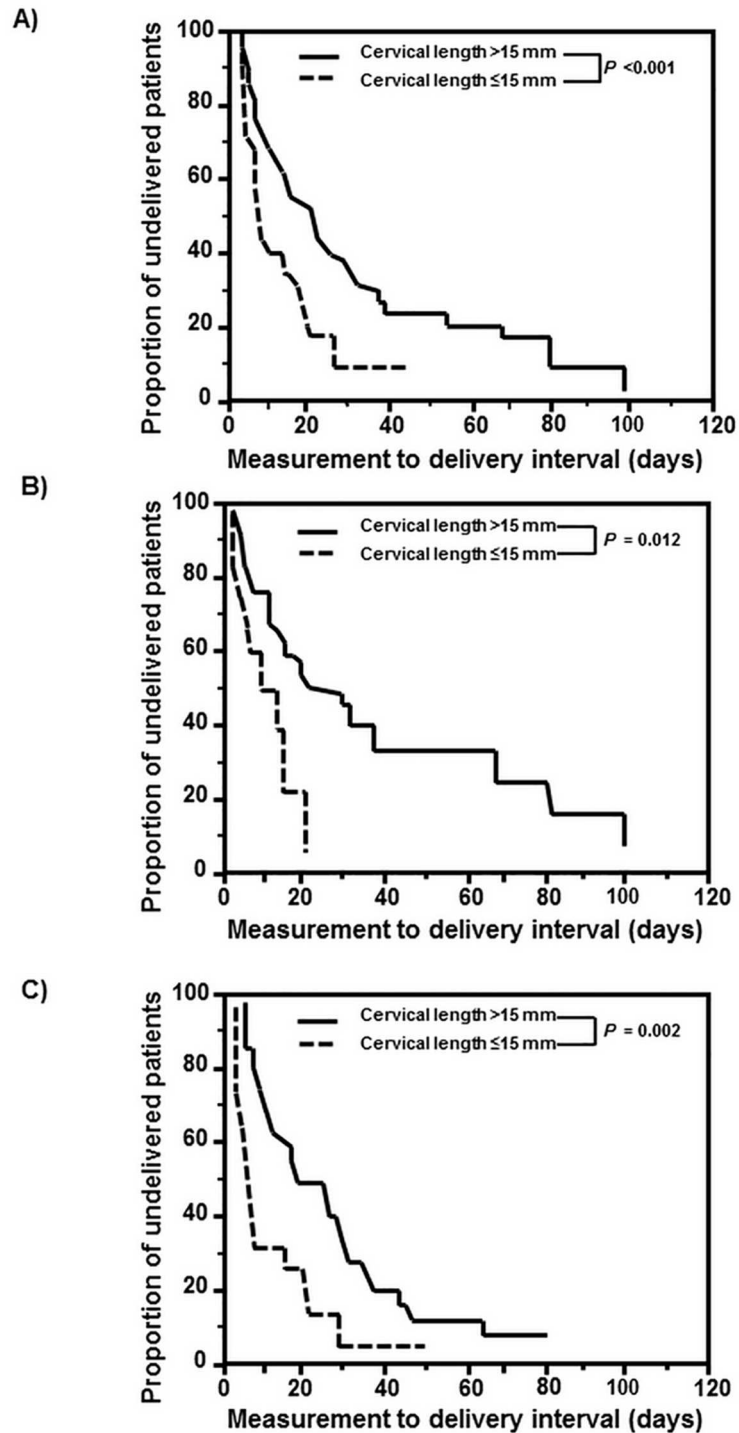 A)
Proportion of undelivered patients
100
80
60
40
20
0
Cervical length >15 mm
Cervical length ≤15 mm
P <0.001
0 20 40 60 80 100 120
Measurement to delivery interval (days)
B)
Proportion of undelivered patients
100
80
60
40
20
0
Cervical length >15 mm
Cervical length ≤15 mm
P = 0.012
0 20 40 60 80 100 120
Measurement to delivery interval (days)
C)
Proportion of undelivered patients
100
80
60
40
20
0
Cervical length >15 mm
Cervical length ≤15 mm
P = 0.002
0 20 40 60 80 100 120
Measurement to delivery interval (days)